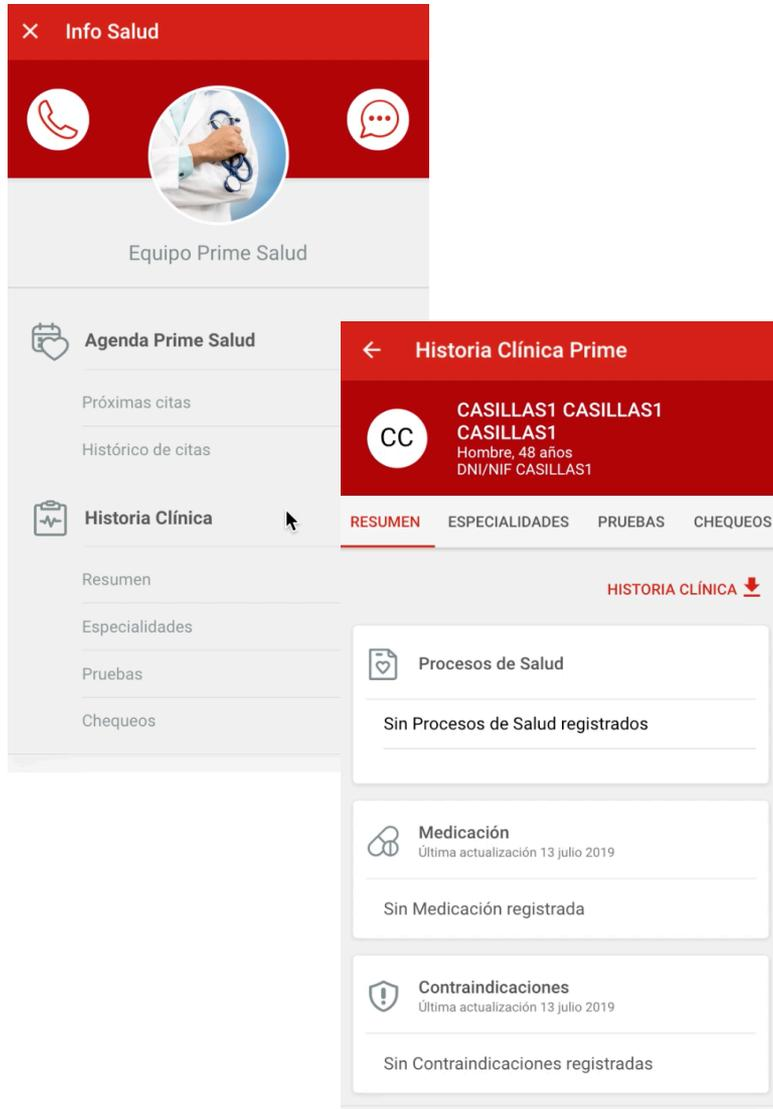 Info Salud
Equipo Prime Salud
Agenda Prime Salud
Próximas citas
Histórico de citas
Historia Clínica
Resumen
Especialidades
Pruebas
Chequeos
Historia Clínica Prime
CC
CASILLAS1 CASILLAS1
CASILLAS1
Hombre, 48 años
DNI/NIF CASILLAS1
RESUMEN ESPECIALIDADES PRUEBAS CHEQUEOS
HISTORIA CLÍNICA
Procesos de Salud
Sin Procesos de Salud registrados
Medicación
Última actualización 13 julio 2019
Sin Medicación registrada
Contraindicaciones
Última actualización 13 julio 2019
Sin Contraindicaciones registradas